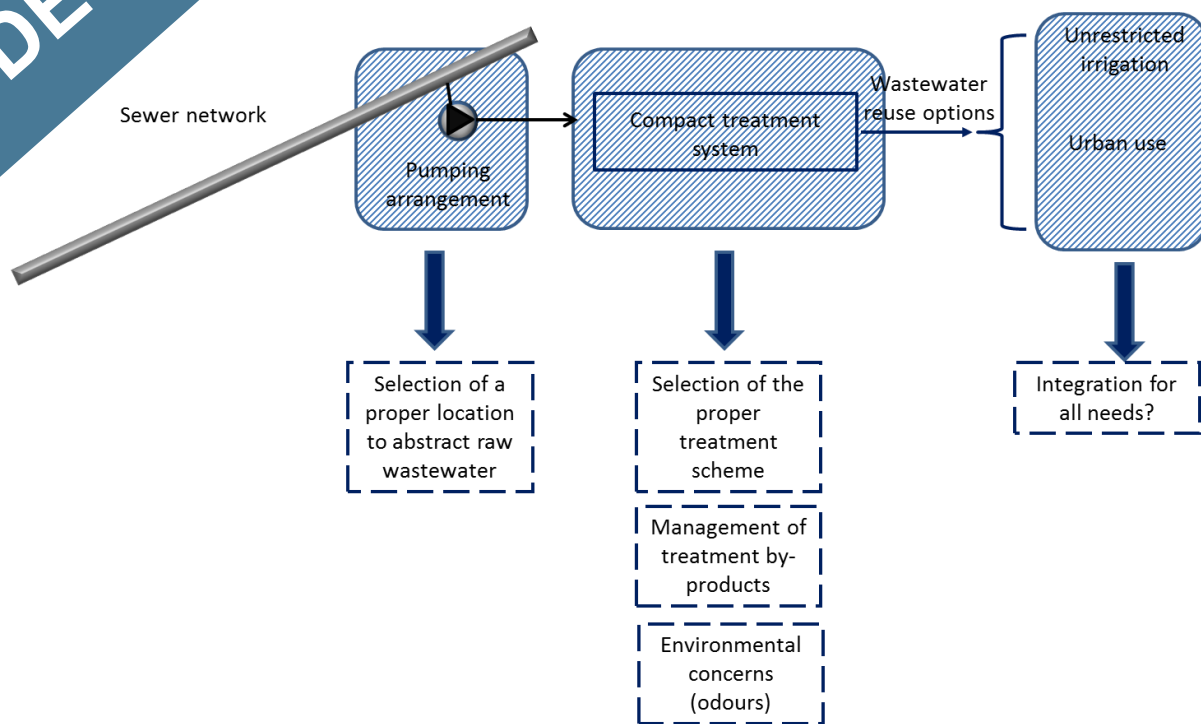 DE
Sewer network
Pumping
arrangement
Compact treatment
system
Wastewater
reuse options
Unrestricted
irrigation
Urban use
Selection of a
proper location
to abstract raw
wastewater
Selection of the
proper
treatment
scheme
Management of
treatment by-
products
Environmental
concerns
(odours)
Integration for
all needs?